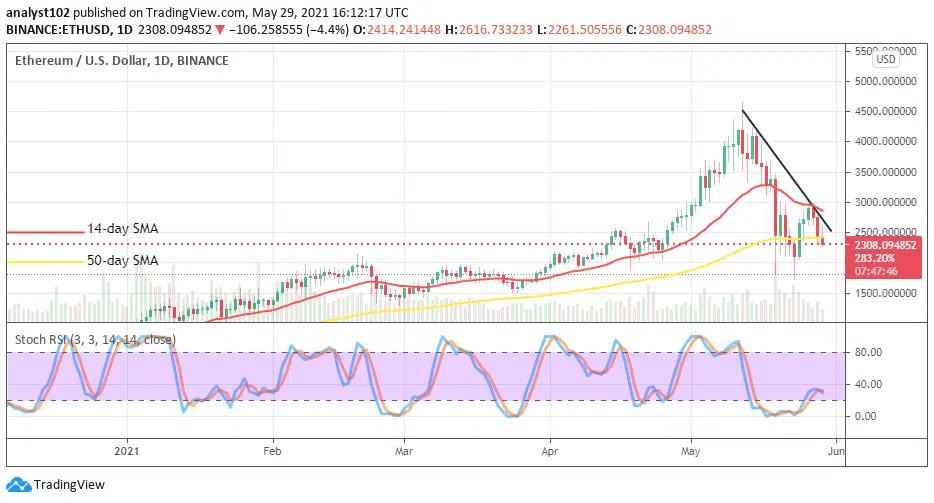 analyst102 published on TradingView.com, May 29, 2021 16:12:17 UTC
BINANCE:ETHUSD, 1D 2308.094852 ▼ −106.258555 (−4.4%) O:2414.241448 H:2616.733233 L:2261.505556 C:2308.094852
Ethereum / U.S. Dollar, 1D, BINANCE
5500.000000
USD
5000.000000
4500.000000
4000.000000
3500.000000
3000.000000
14-day SMA
2500.000000
2308.094852
50-day SMA
283.20%
07:47:46
1500.000000
Stoch RSI (3, 3, 14, 14, close)
80.00
40.00
0.00
2021 Feb Mar Apr May Jun
TradingView